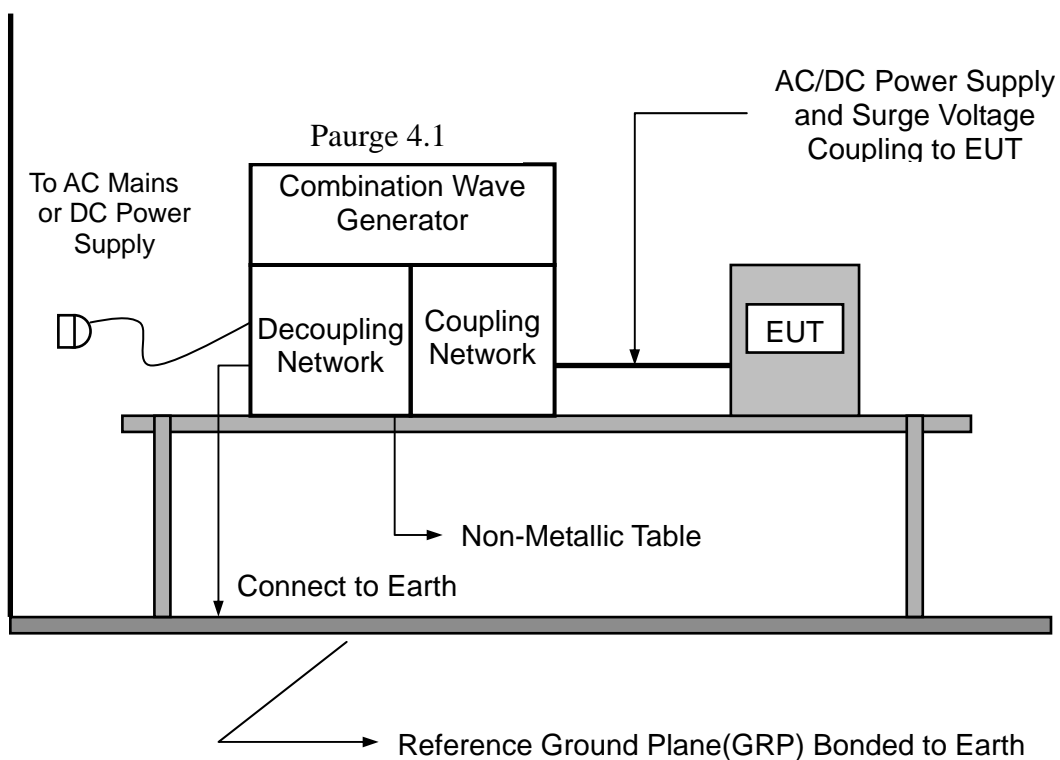 AC/DC Power Supply
and Surge Voltage
Coupling to EUT
Paurge 4.1
To AC Mains
or DC Power
Supply
Combination Wave
Generator
Decoupling
Network
Coupling
Network
EUT
Non-Metallic Table
Connect to Earth
Reference Ground Plane(GRP) Bonded to Earth